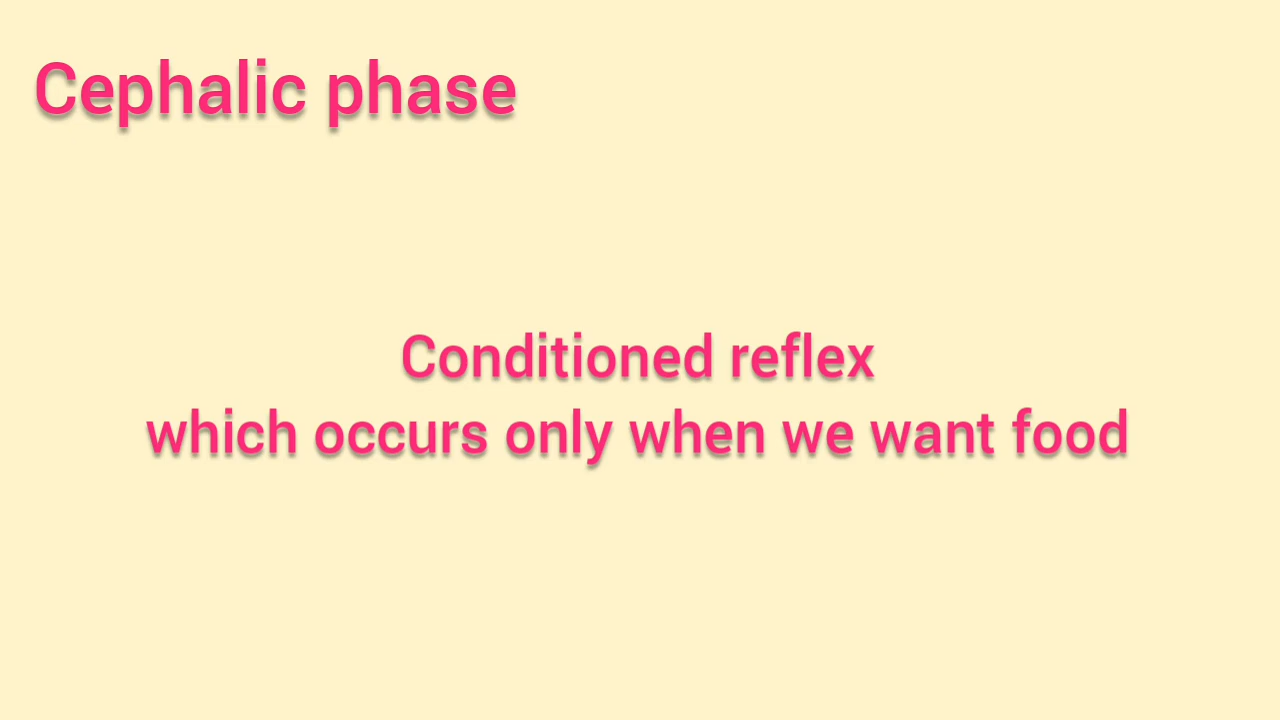 Cephalic phase
Conditioned reflex
which occurs only when we want food